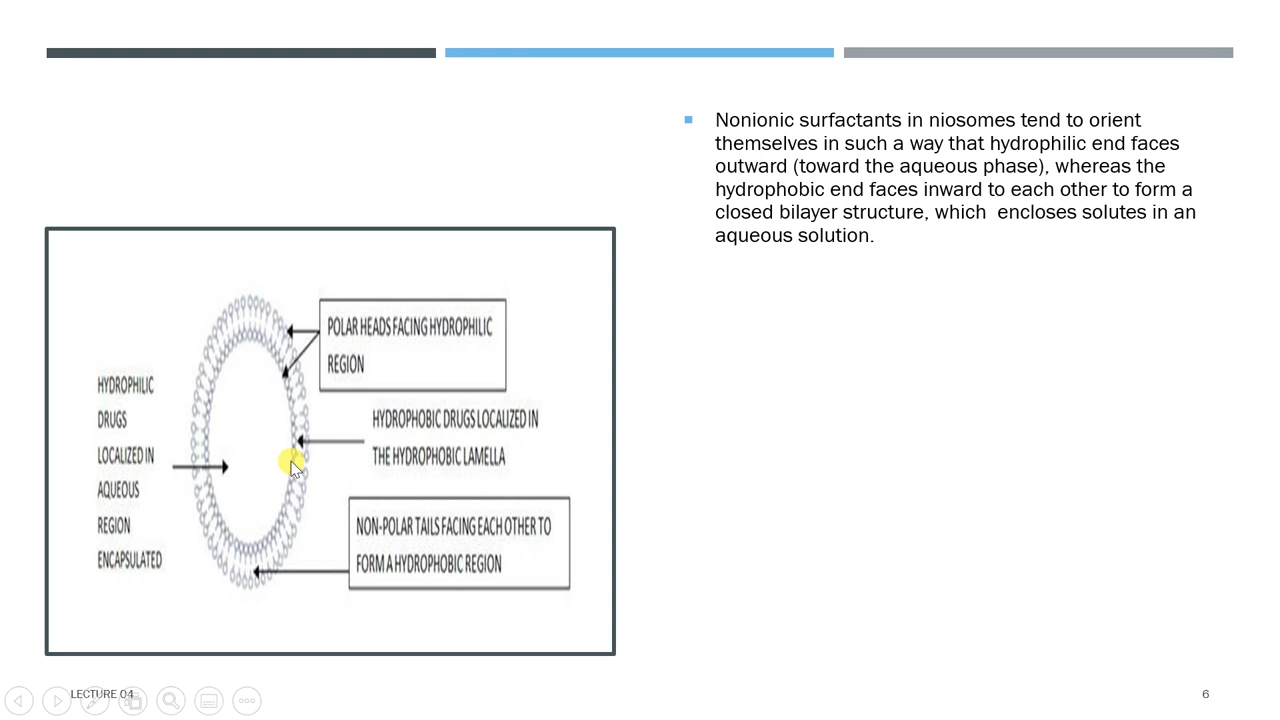 Nonionic surfactants in niosomes tend to orient
themselves in such a way that hydrophilic end faces
outward (toward the aqueous phase), whereas the
hydrophobic end faces inward to each other to form a
closed bilayer structure, which  encloses solutes in an
aqueous solution.
POLAR HEADS FACING HYDROPHILIC
REGION
HYDROPHILIC
DRUGS
LOCALIZED IN
AQUEOUS
REGION
ENCAPSULATED
HYDROPHOBIC DRUGS LOCALIZED IN
THE HYDROPHOBIC LAMELLA
NON-POLAR TAILS FACING EACH OTHER TO
FORM A HYDROPHOBIC REGION
LECTURE 04
6